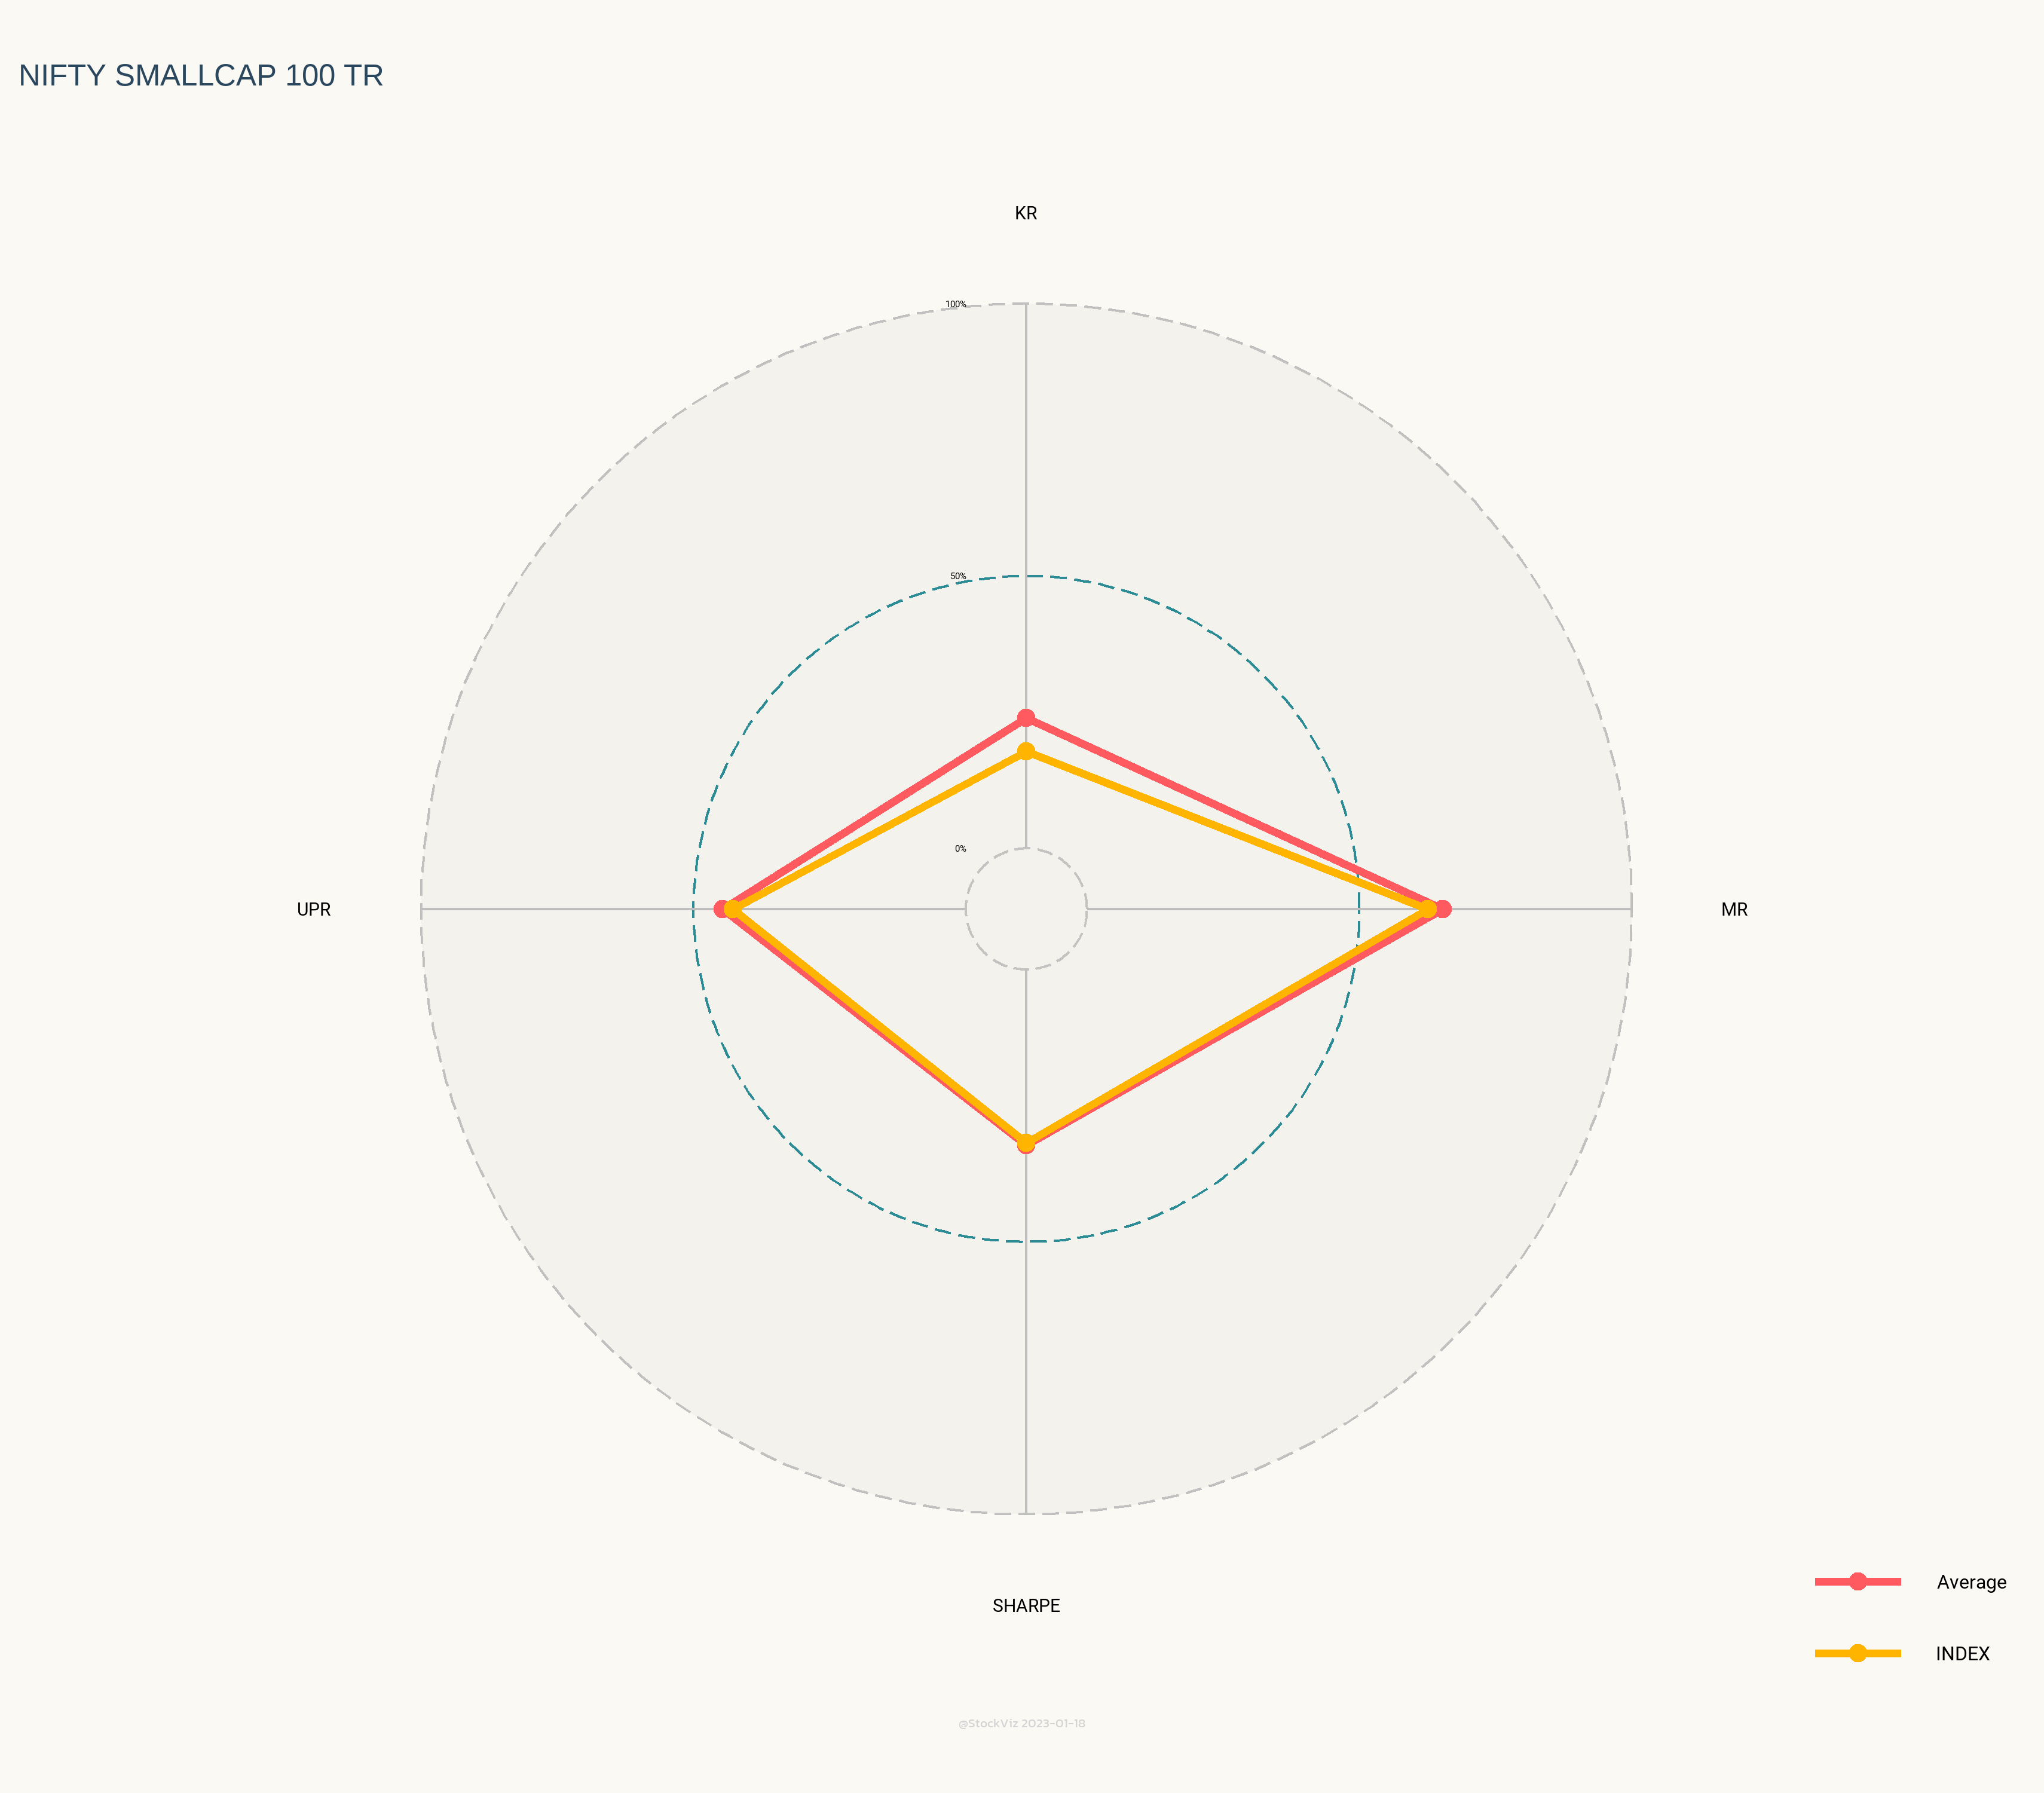 NIFTY SMALLCAP 100 TR
KR
100%
50%
0%
UPR
MR
SHARPE
Average
INDEX
@StockViz 2023-01-18